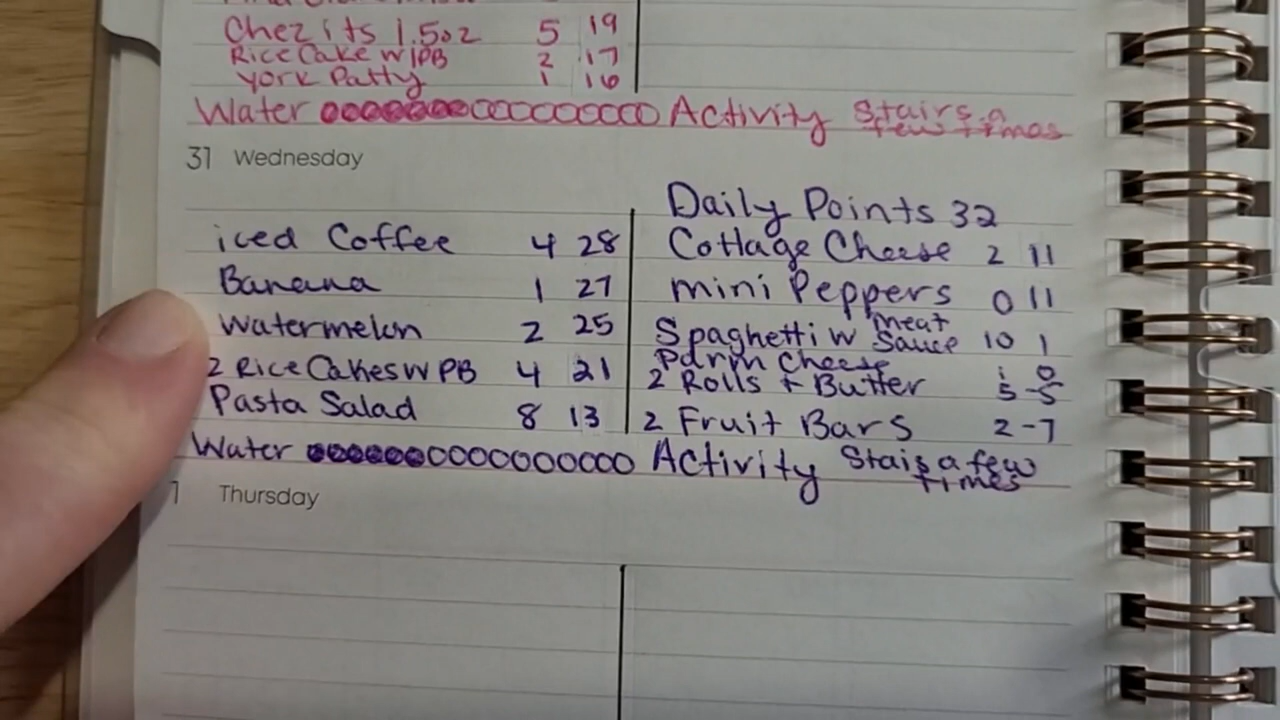 Chez its 1.5oz 5 19
Rice Cake w PB 2 17
York Patty 1 16
Water Activity Stairs a
few times
31 Wednesday
Daily Points 32
iced Coffee 4 28
Banana 1 27
Watermelon 2 25
2 Rice Cakes w PB 4 21
Pasta Salad 8 13
Cottage Cheese 2 11
mini Peppers 0 11
Spaghetti w meat Sauce 10 1
Parm Cheese 1 0
2 Rolls + Butter 5 -5
2 Fruit Bars 2 -7
Water Activity Stais a few
times
1 Thursday